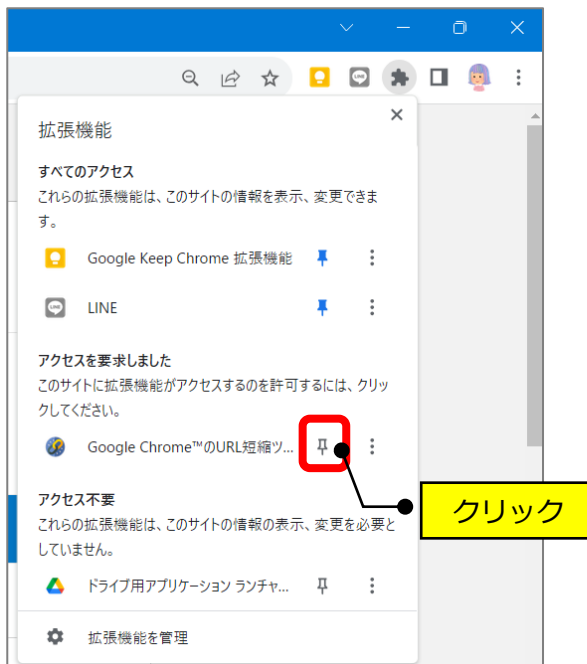 拡張機能
すべてのアクセス
これらの拡張機能は、このサイトの情報を表示、変更できま
す。
Google Keep Chrome 拡張機能
LINE
アクセスを要求しました
このサイトに拡張機能がアクセスするのを許可するには、クリッ
クしてください。
Google Chrome™のURL短縮ツ...
クリック
アクセス不要
これらの拡張機能は、このサイトの情報の表示、変更を必要と
していません。
ドライブ用アプリケーション ランチャ...
拡張機能を管理